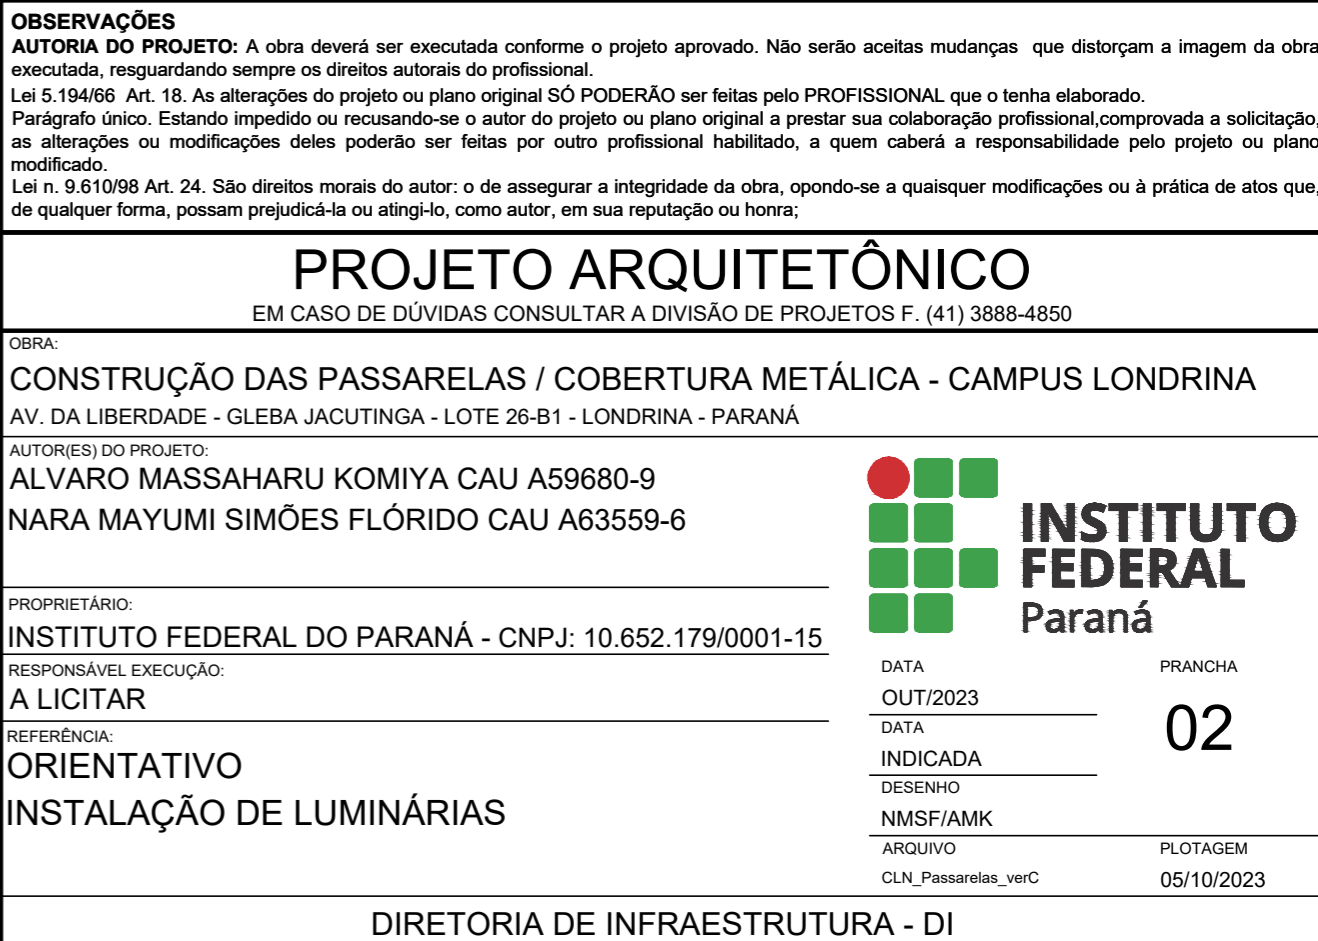 OBSERVAÇÕES
AUTORIA DO PROJETO: A obra deverá ser executada conforme o projeto aprovado. Não serão aceitas mudanças que distorçam a imagem da obra
executada, resguardando sempre os direitos autorais do profissional.
Lei 5.194/66 Art. 18. As alterações do projeto ou plano original SÓ PODERÃO ser feitas pelo PROFISSIONAL que o tenha elaborado.
Parágrafo único. Estando impedido ou recusando-se o autor do projeto ou plano original a prestar sua colaboração profissional,comprovada a solicitação,
as alterações ou modificações deles poderão ser feitas por outro profissional habilitado, a quem caberá a responsabilidade pelo projeto ou plano
modificado.
Lei n. 9.610/98 Art. 24. São direitos morais do autor: o de assegurar a integridade da obra, opondo-se a quaisquer modificações ou à prática de atos que,
de qualquer forma, possam prejudicá-la ou atingi-lo, como autor, em sua reputação ou honra;
PROJETO ARQUITETÔNICO
EM CASO DE DÚVIDAS CONSULTAR A DIVISÃO DE PROJETOS F. (41) 3888-4850
OBRA:
CONSTRUÇÃO DAS PASSARELAS / COBERTURA METÁLICA - CAMPUS LONDRINA
AV. DA LIBERDADE - GLEBA JACUTINGA - LOTE 26-B1 - LONDRINA - PARANÁ
AUTOR(ES) DO PROJETO:
ALVARO MASSAHARU KOMIYA CAU A59680-9
NARA MAYUMI SIMÕES FLÓRIDO CAU A63559-6
PROPRIETÁRIO:
INSTITUTO FEDERAL DO PARANÁ - CNPJ: 10.652.179/0001-15
RESPONSÁVEL EXECUÇÃO:
A LICITAR
REFERÊNCIA:
ORIENTATIVO
INSTALAÇÃO DE LUMINÁRIAS
INSTITUTO
FEDERAL
Paraná
DATA
OUT/2023
DATA
INDICADA
DESENHO
NMSF/AMK
ARQUIVO
CLN_Passarelas_verC
PRANCHA
02
PLOTAGEM
05/10/2023
DIRETORIA DE INFRAESTRUTURA - DI